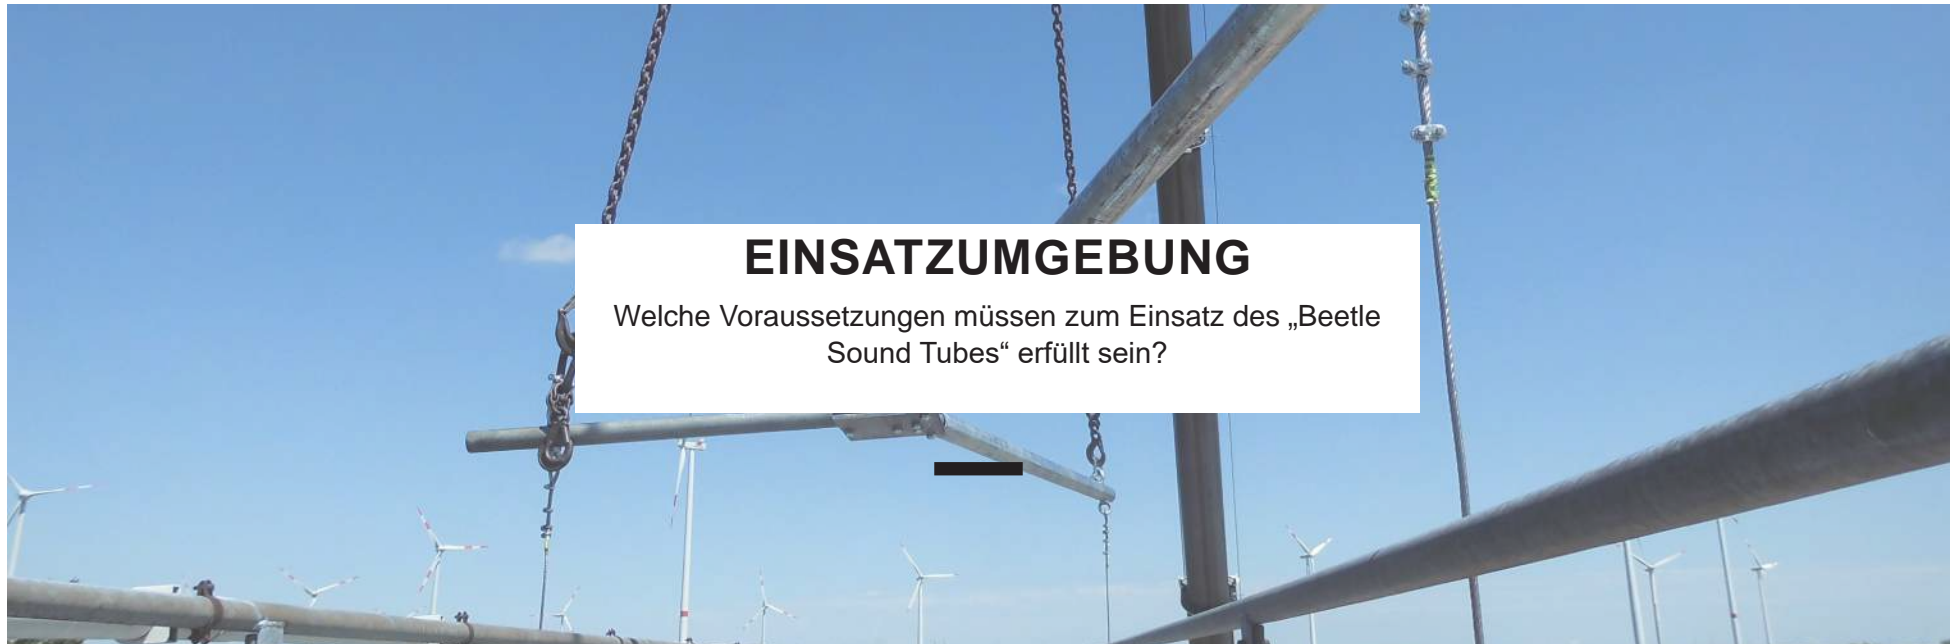 EINSATZUMGEBUNG
Welche Voraussetzungen müssen zum Einsatz des „Beetle
Sound Tubes“ erfüllt sein?